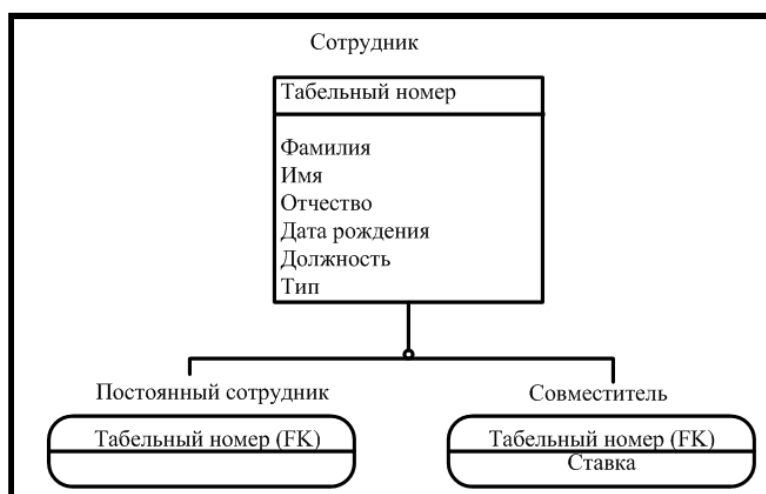 Сотрудник
Табельный номер
Фамилия
Имя
Отчество
Дата рождения
Должность
Тип
Постоянный сотрудник
Табельный номер (FK)
Совместитель
Табельный номер (FK)
Ставка